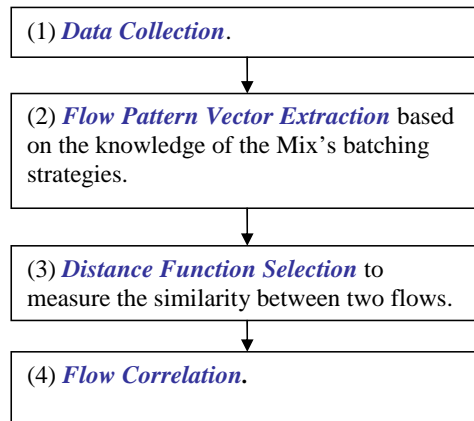 (1) Data Collection.
(2) Flow Pattern Vector Extraction based
on the knowledge of the Mix’s batching
strategies.
(3) Distance Function Selection to
measure the similarity between two flows.
(4) Flow Correlation.